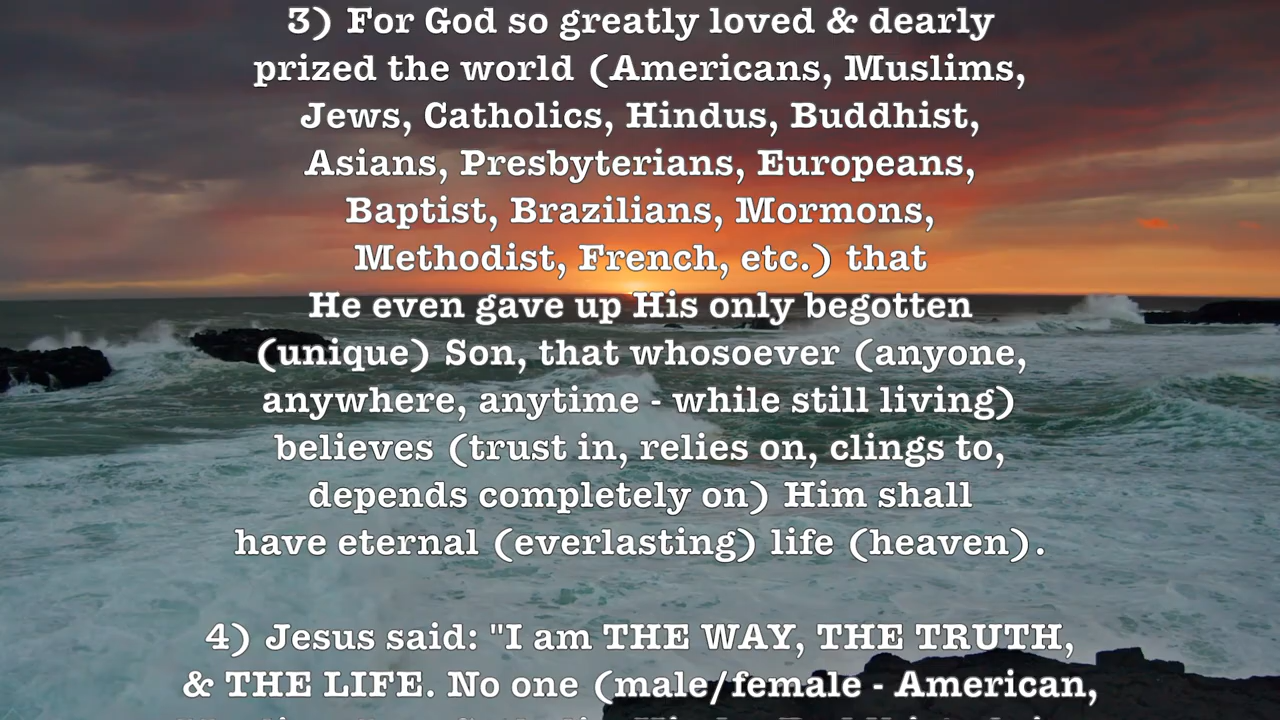 3) For God so greatly loved & dearly
prized the world (Americans, Muslims,
Jews, Catholics, Hindus, Buddhist,
Asians, Presbyterians, Europeans,
Baptist, Brazilians, Mormons,
Methodist, French, etc.) that
He even gave up His only begotten
(unique) Son, that whosoever (anyone,
anywhere, anytime - while still living)
believes (trust in, relies on, clings to,
depends completely on) Him shall
have eternal (everlasting) life (heaven).
4) Jesus said: "I am THE WAY, THE TRUTH,
& THE LIFE. No one (male/female - American,